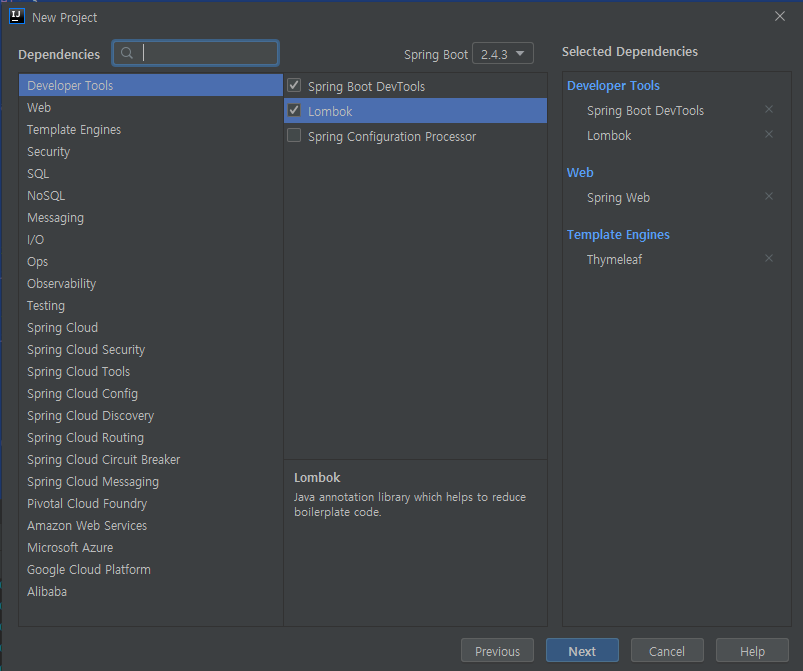 New Project
Dependencies
Spring Boot 2.4.3
Developer Tools
Web
Template Engines
Security
SQL
NoSQL
Messaging
I/O
Ops
Observability
Testing
Spring Cloud
Spring Cloud Security
Spring Cloud Tools
Spring Cloud Config
Spring Cloud Discovery
Spring Cloud Routing
Spring Cloud Circuit Breaker
Spring Cloud Messaging
Pivotal Cloud Foundry
Amazon Web Services
Microsoft Azure
Google Cloud Platform
Alibaba
Spring Boot DevTools
Lombok
Spring Configuration Processor
Lombok
Java annotation library which helps to reduce
boilerplate code.
Selected Dependencies
Developer Tools
Spring Boot DevTools
Lombok
Web
Spring Web
Template Engines
Thymeleaf
Previous
Next
Cancel
Help